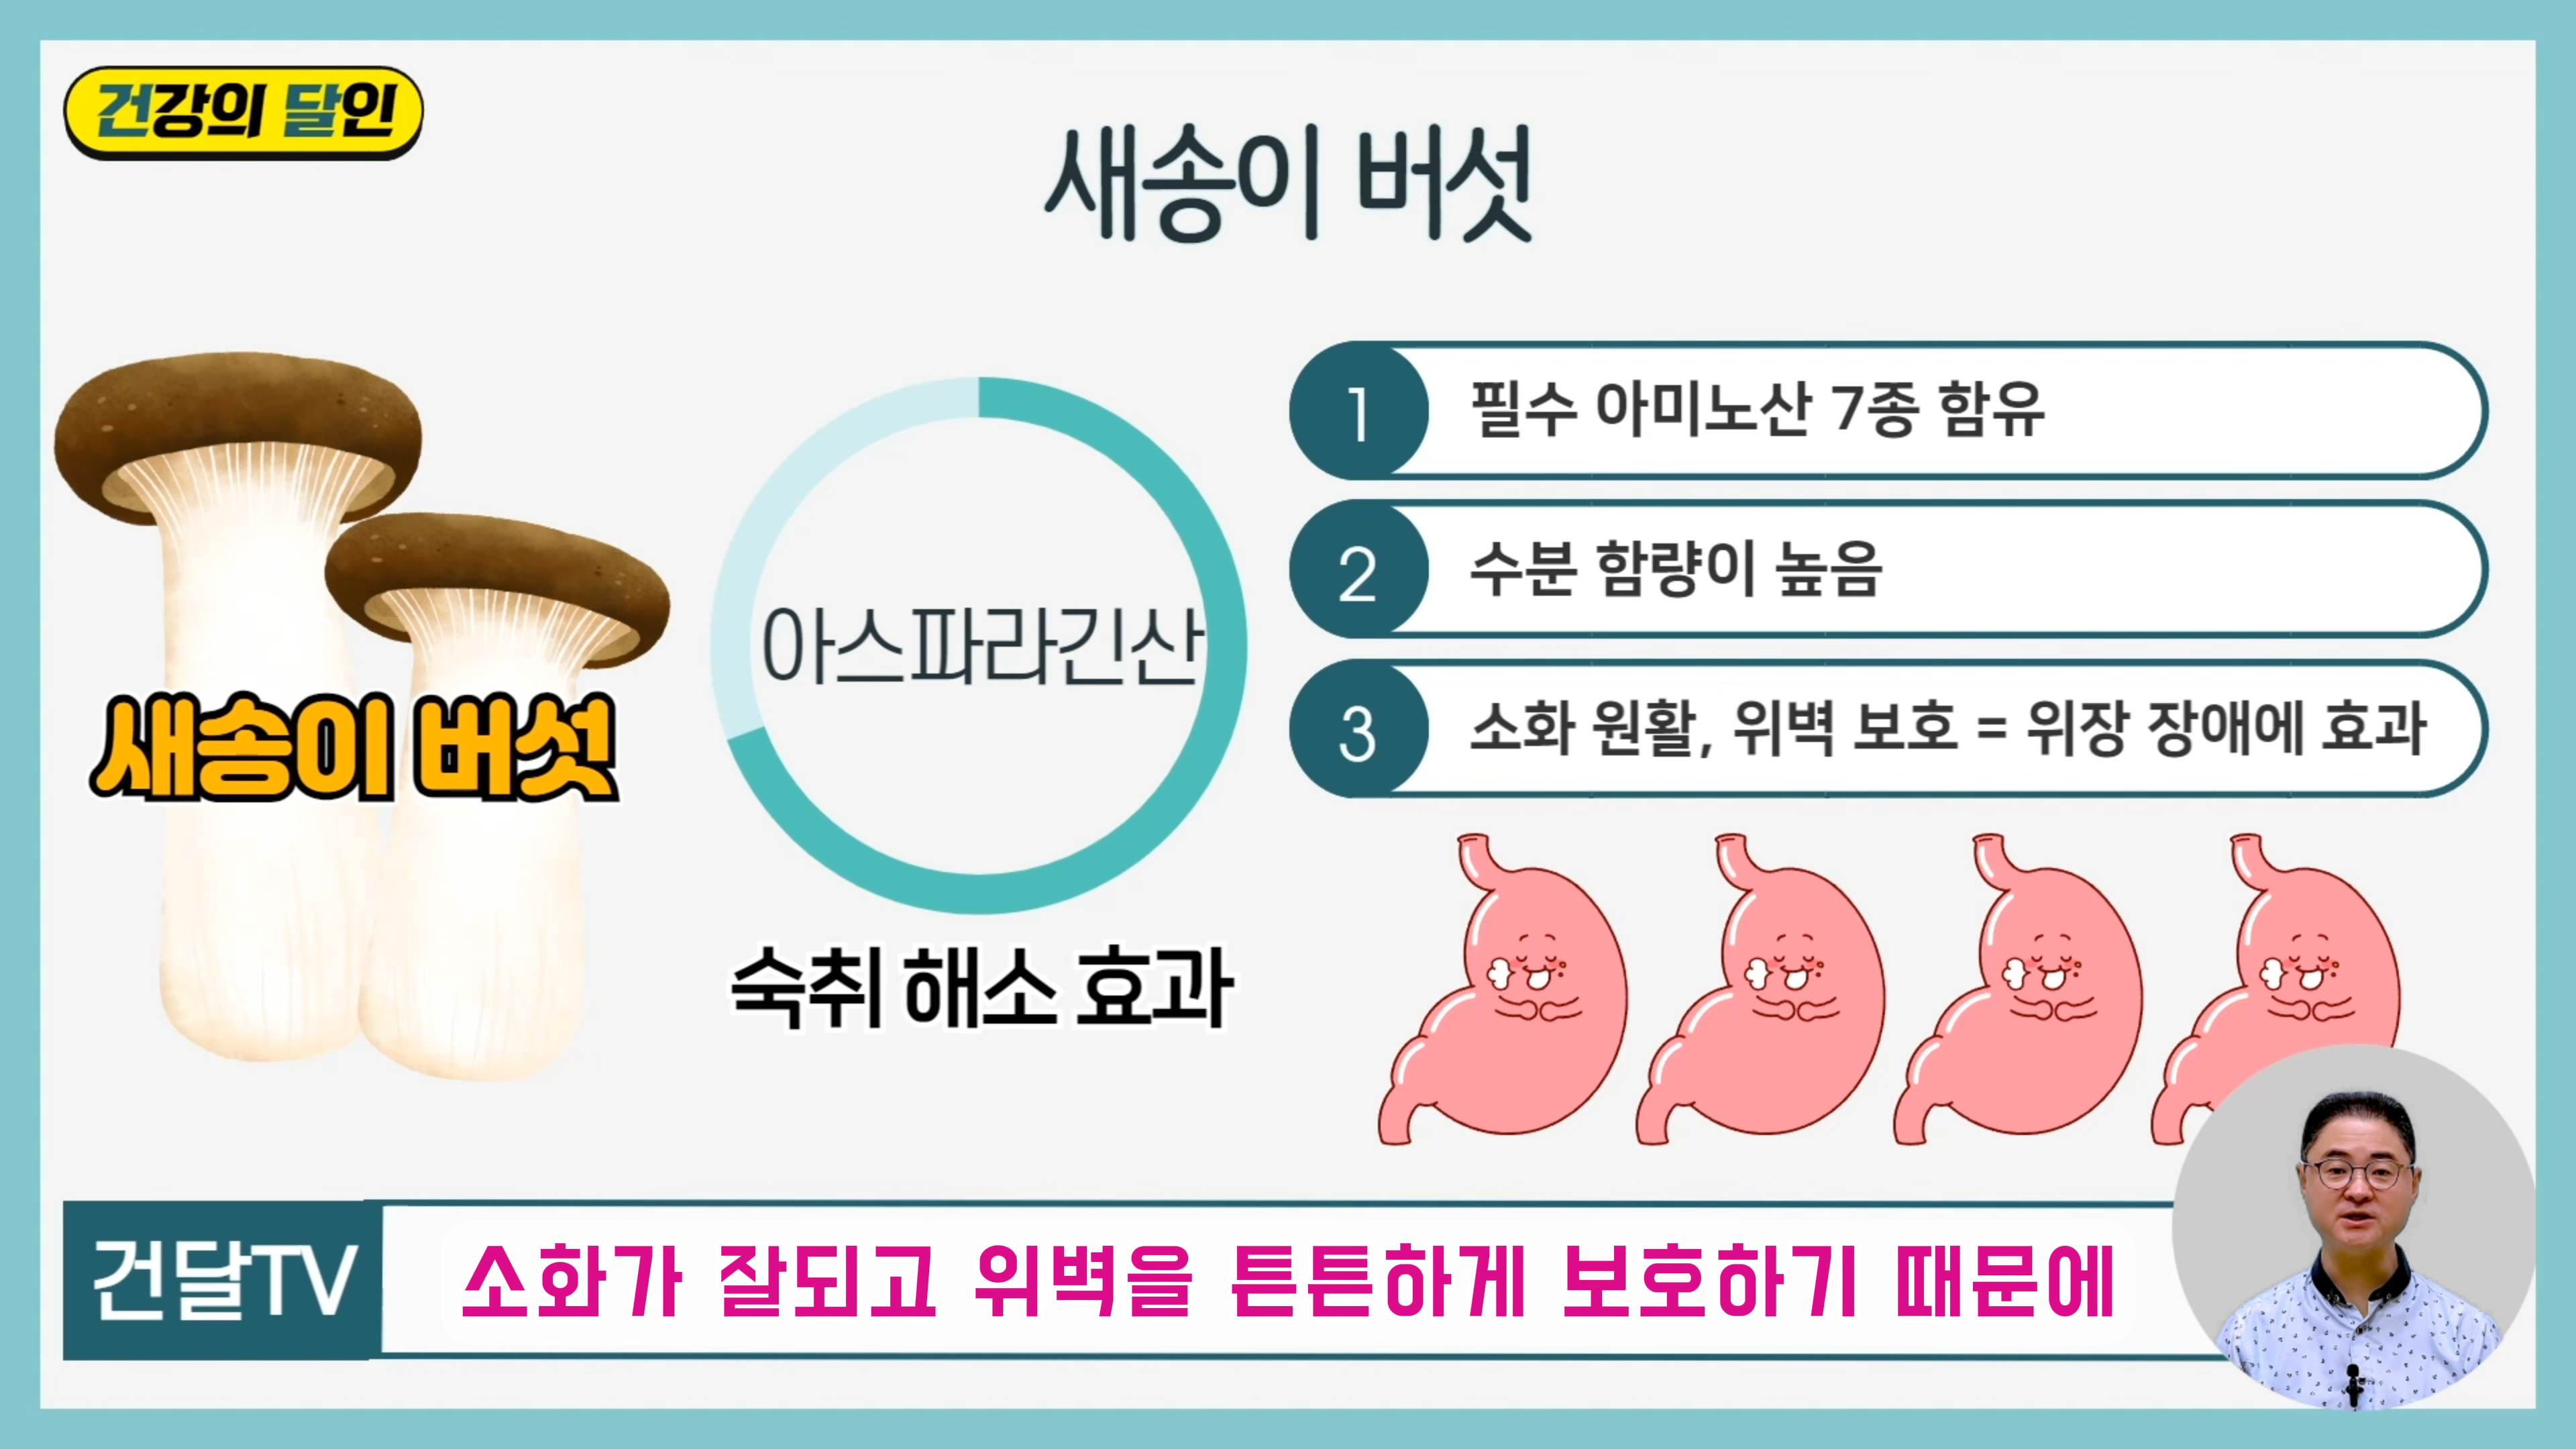 건강의 달인
새송이 버섯
새송이 버섯
아스파라긴산
숙취 해소 효과
1 필수 아미노산 7종 함유
2 수분 함량이 높음
3 소화 원활, 위벽 보호 = 위장 장애에 효과
건달TV
소화가 잘되고 위벽을 튼튼하게 보호하기 때문에